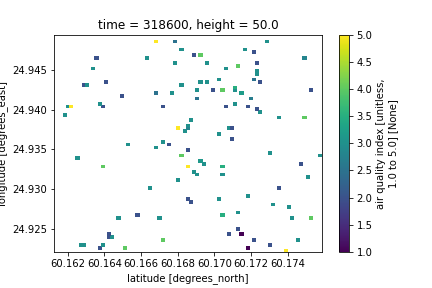 time = 318600, height = 50.0
24.945
24.940
24.935
24.930
24.925
longitude [degrees_east]
60.162 60.164 60.166 60.168 60.170 60.172 60.174
latitude [degrees_north]
5.0
4.5
4.0
3.5
3.0
2.5
2.0
1.5
1.0
air quality index [unitless,
1.0 to 5.0] [None]